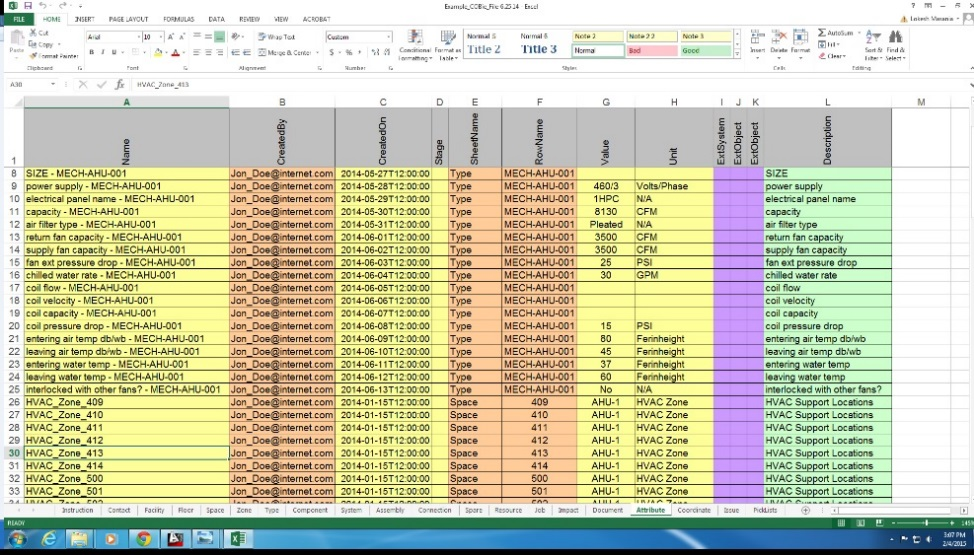 Example_COBie_File 6-25-14 - Excel
FILE HOME INSERT PAGE LAYOUT FORMULAS DATA REVIEW VIEW ACROBAT
Cut
Copy
Format Painter
Paste
Clipboard
Arial 10
Font
Wrap Text
Merge & Center
Alignment
Custom
Number
Conditional Formatting
Format as Table
Normal 5 Normal 6 Note 2 Note 2 2 Note 3
Title 2 Title 3 Normal Bad Good
Styles
Insert Delete Format
Cells
AutoSum
Fill
Clear
Sort & Filter
Find & Select
Editing
A30 HVAC_Zone_413
A B C D E F G H I J K L M
1 Name CreatedBy CreatedOn Stage SheetName RowName Value Unit ExtSystem ExtObject ExtObject Description
8 SIZE - MECH-AHU-001 Jon_Doe@internet.com 2014-05-27T12:00:00 Type MECH-AHU-001 SIZE
9 power supply - MECH-AHU-001 Jon_Doe@internet.com 2014-05-28T12:00:00 Type MECH-AHU-001 460/3 Volts/Phase power supply
10 electrical panel name - MECH-AHU-001 Jon_Doe@internet.com 2014-05-29T12:00:00 Type MECH-AHU-001 1HPC N/A electrical panel name
11 capacity - MECH-AHU-001 Jon_Doe@internet.com 2014-05-30T12:00:00 Type MECH-AHU-001 8130 CFM capacity
12 air filter type - MECH-AHU-001 Jon_Doe@internet.com 2014-05-31T12:00:00 Type MECH-AHU-001 Pleated N/A air filter type
13 return fan capacity - MECH-AHU-001 Jon_Doe@internet.com 2014-06-01T12:00:00 Type MECH-AHU-001 3500 CFM return fan capacity
14 supply fan capacity - MECH-AHU-001 Jon_Doe@internet.com 2014-06-02T12:00:00 Type MECH-AHU-001 3500 CFM supply fan capacity
15 fan ext pressure drop - MECH-AHU-001 Jon_Doe@internet.com 2014-06-03T12:00:00 Type MECH-AHU-001 25 PSI fan ext pressure drop
16 chilled water rate - MECH-AHU-001 Jon_Doe@internet.com 2014-06-04T12:00:00 Type MECH-AHU-001 30 GPM chilled water rate
17 coil flow - MECH-AHU-001 Jon_Doe@internet.com 2014-06-05T12:00:00 Type MECH-AHU-001 coil flow
18 coil velocity - MECH-AHU-001 Jon_Doe@internet.com 2014-06-06T12:00:00 Type MECH-AHU-001 coil velocity
19 coil capacity - MECH-AHU-001 Jon_Doe@internet.com 2014-06-07T12:00:00 Type MECH-AHU-001 coil capacity
20 coil pressure drop - MECH-AHU-001 Jon_Doe@internet.com 2014-06-08T12:00:00 Type MECH-AHU-001 15 PSI coil pressure drop
21 entering air temp db/wb - MECH-AHU-001 Jon_Doe@internet.com 2014-06-09T12:00:00 Type MECH-AHU-001 80 Ferinheight entering air temp db/wb
22 leaving air temp db/wb - MECH-AHU-001 Jon_Doe@internet.com 2014-06-10T12:00:00 Type MECH-AHU-001 45 Ferinheight leaving air temp db/wb
23 entering water temp - MECH-AHU-001 Jon_Doe@internet.com 2014-06-11T12:00:00 Type MECH-AHU-001 37 Ferinheight entering water temp
24 leaving water temp - MECH-AHU-001 Jon_Doe@internet.com 2014-06-12T12:00:00 Type MECH-AHU-001 60 Ferinheight leaving water temp
25 interlocked with other fans? - MECH-AHU-001 Jon_Doe@internet.com 2014-06-13T12:00:00 Type MECH-AHU-001 No N/A interlocked with other fans?
26 HVAC_Zone_409 Jon_Doe@internet.com 2014-01-15T12:00:00 Space 409 AHU-1 HVAC Zone HVAC Support Locations
27 HVAC_Zone_410 Jon_Doe@internet.com 2014-01-15T12:00:00 Space 410 AHU-1 HVAC Zone HVAC Support Locations
28 HVAC_Zone_411 Jon_Doe@internet.com 2014-01-15T12:00:00 Space 411 AHU-1 HVAC Zone HVAC Support Locations
29 HVAC_Zone_412 Jon_Doe@internet.com 2014-01-15T12:00:00 Space 412 AHU-1 HVAC Zone HVAC Support Locations
30 HVAC_Zone_413 Jon_Doe@internet.com 2014-01-15T12:00:00 Space 413 AHU-1 HVAC Zone HVAC Support Locations
31 HVAC_Zone_414 Jon_Doe@internet.com 2014-01-15T12:00:00 Space 414 AHU-1 HVAC Zone HVAC Support Locations
32 HVAC_Zone_500 Jon_Doe@internet.com 2014-01-15T12:00:00 Space 500 AHU-1 HVAC Zone HVAC Support Locations
33 HVAC_Zone_501 Jon_Doe@internet.com 2014-01-15T12:00:00 Space 501 AHU-1 HVAC Zone HVAC Support Locations
Instruction Contact Facility Floor Space Zone Type Component System Assembly Connection Spare Resource Job Impact Document Attribute Coordinate Issue PickLists
READY
3:07 PM
2/4/2015